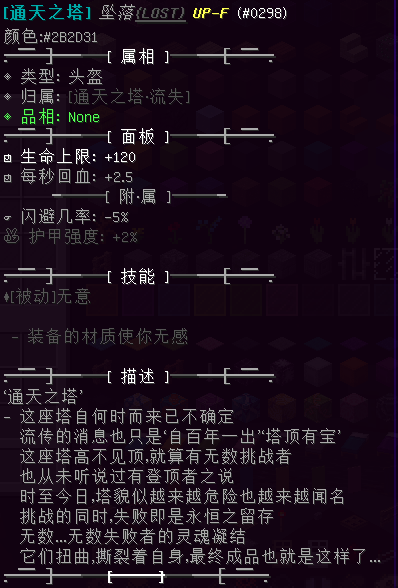 [通天之塔] 坠落(LOST) UP-F (#0298)
颜色:#2B2D31
[ 属相 ]
类型: 头盔
归属: [通天之塔·流失]
品相: None
[ 面板 ]
生命上限: +120
每秒回血: +2.5
[ 附·属 ]
闪避几率: -5%
护甲强度: +2%
[ 技能 ]
[被动]无意
- 装备的材质使你无感
[ 描述 ]
‘通天之塔’
- 这座塔自何时而来已不确定
流传的消息也只是‘自百年一出’‘塔顶有宝’
这座塔高不见顶,就算有无数挑战者
也从未听说过有登顶者之说
时至今日,塔貌似越来越危险也越来越闻名
挑战的同时,失败即是永恒之留存
无数...无数失败者的灵魂凝结
它们扭曲,撕裂着自身,最终成品也就是这样了...